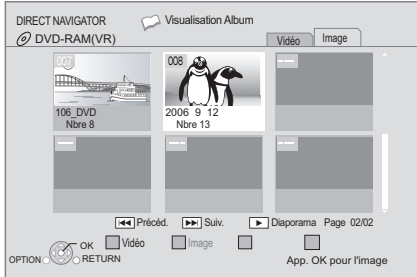 DIRECT NAVIGATOR Visualisation Album
DVD-RAM(VR) Vidéo Image
007 008
106_DVD 2006 9 12
Nbre 8 Nbre 13
Précéd. Suiv. Diaporama Page 02/02
OK Vidéo Image
OPTION RETURN App. OK pour l'image